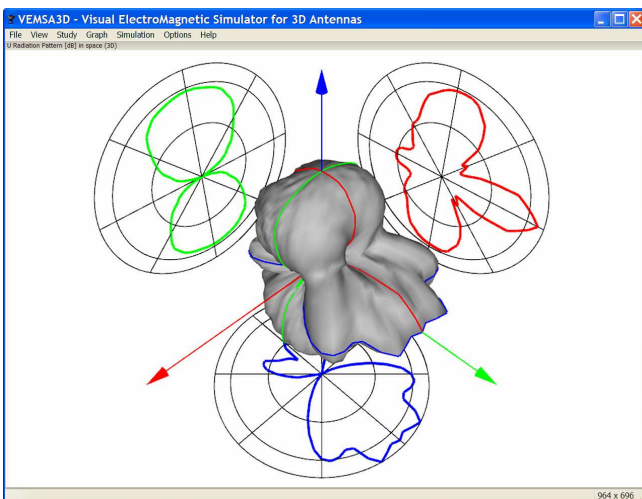 VEMSA3D - Visual ElectroMagnetic Simulator for 3D Antennas
File View Study Graph Simulation Options Help
U Radiation Pattern [dB] in space (3D)
964 x 696